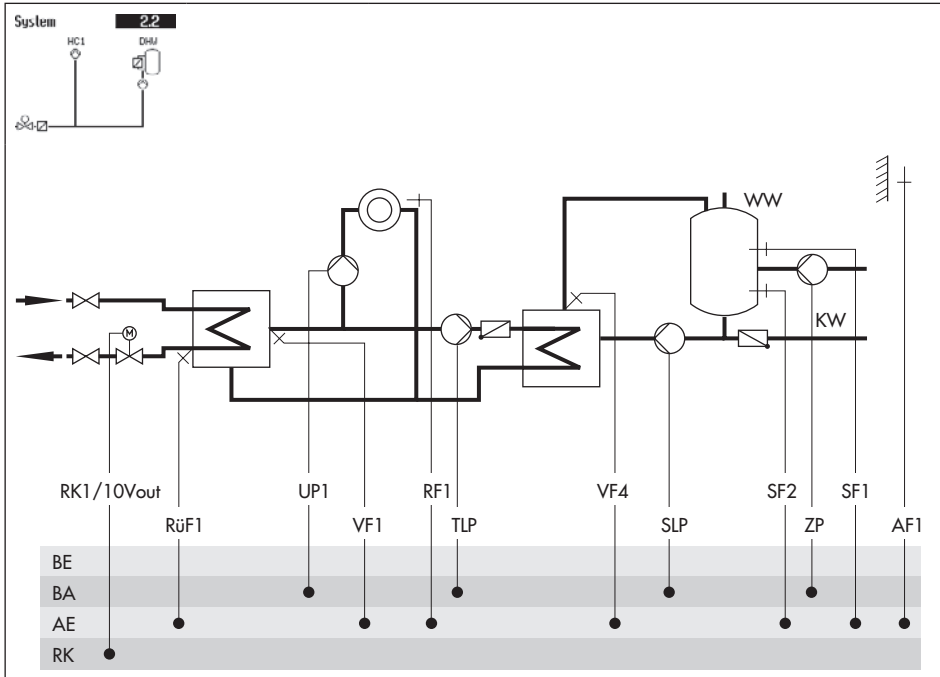 System 2.2
HC1 DHW
WW
M
KW
RK1/10Vout UP1 RF1 VF4 SF2 SF1
RüF1 VF1 TLP SLP ZP AF1
BE
BA
AE
RK